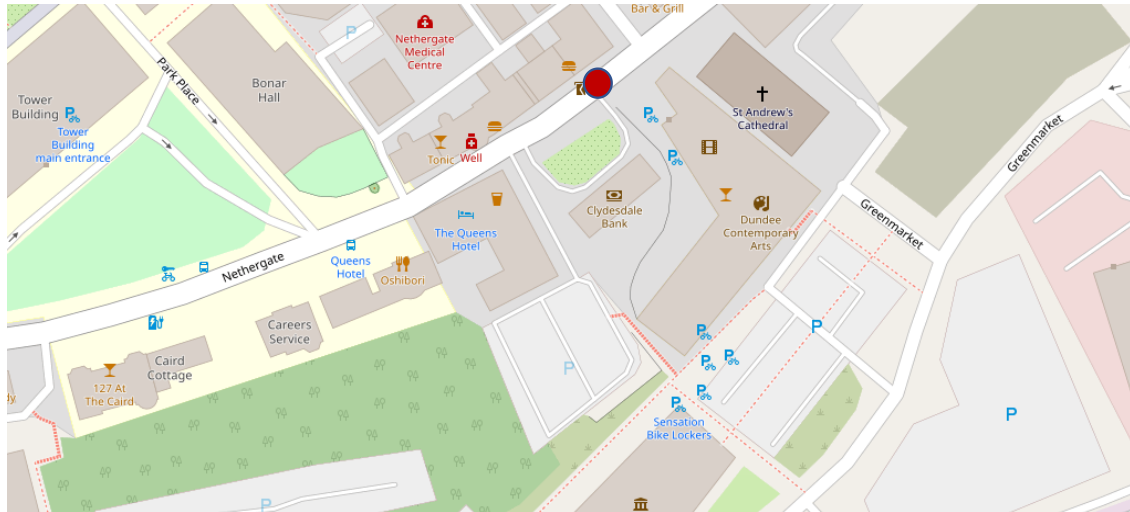 Bar & Grill
Nethergate
Medical
Centre
Park Place
Bonar
Hall
Tower
Building
Tower
Building
main entrance
St Andrew's
Cathedral
Greenmarket
Tonic
Well
Clydesdale
Bank
Dundee
Contemporary
Arts
Greenmarket
The Queens
Hotel
Queens
Hotel
Oshibori
Nethergate
Careers
Service
Caird
Cottage
127 At
The Caird
Sensation
Bike Lockers
P
P
P
P
P